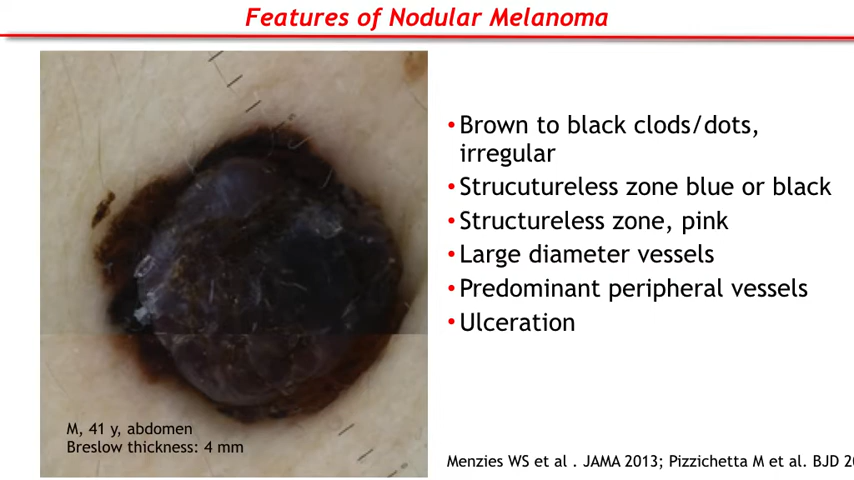 Features of Nodular Melanoma
•Brown to black clods/dots,
irregular
•Strucutureless zone blue or black
•Structureless zone, pink
•Large diameter vessels
•Predominant peripheral vessels
•Ulceration
M, 41 y, abdomen
Breslow thickness: 4 mm
Menzies WS et al . JAMA 2013; Pizzichetta M et al. BJD